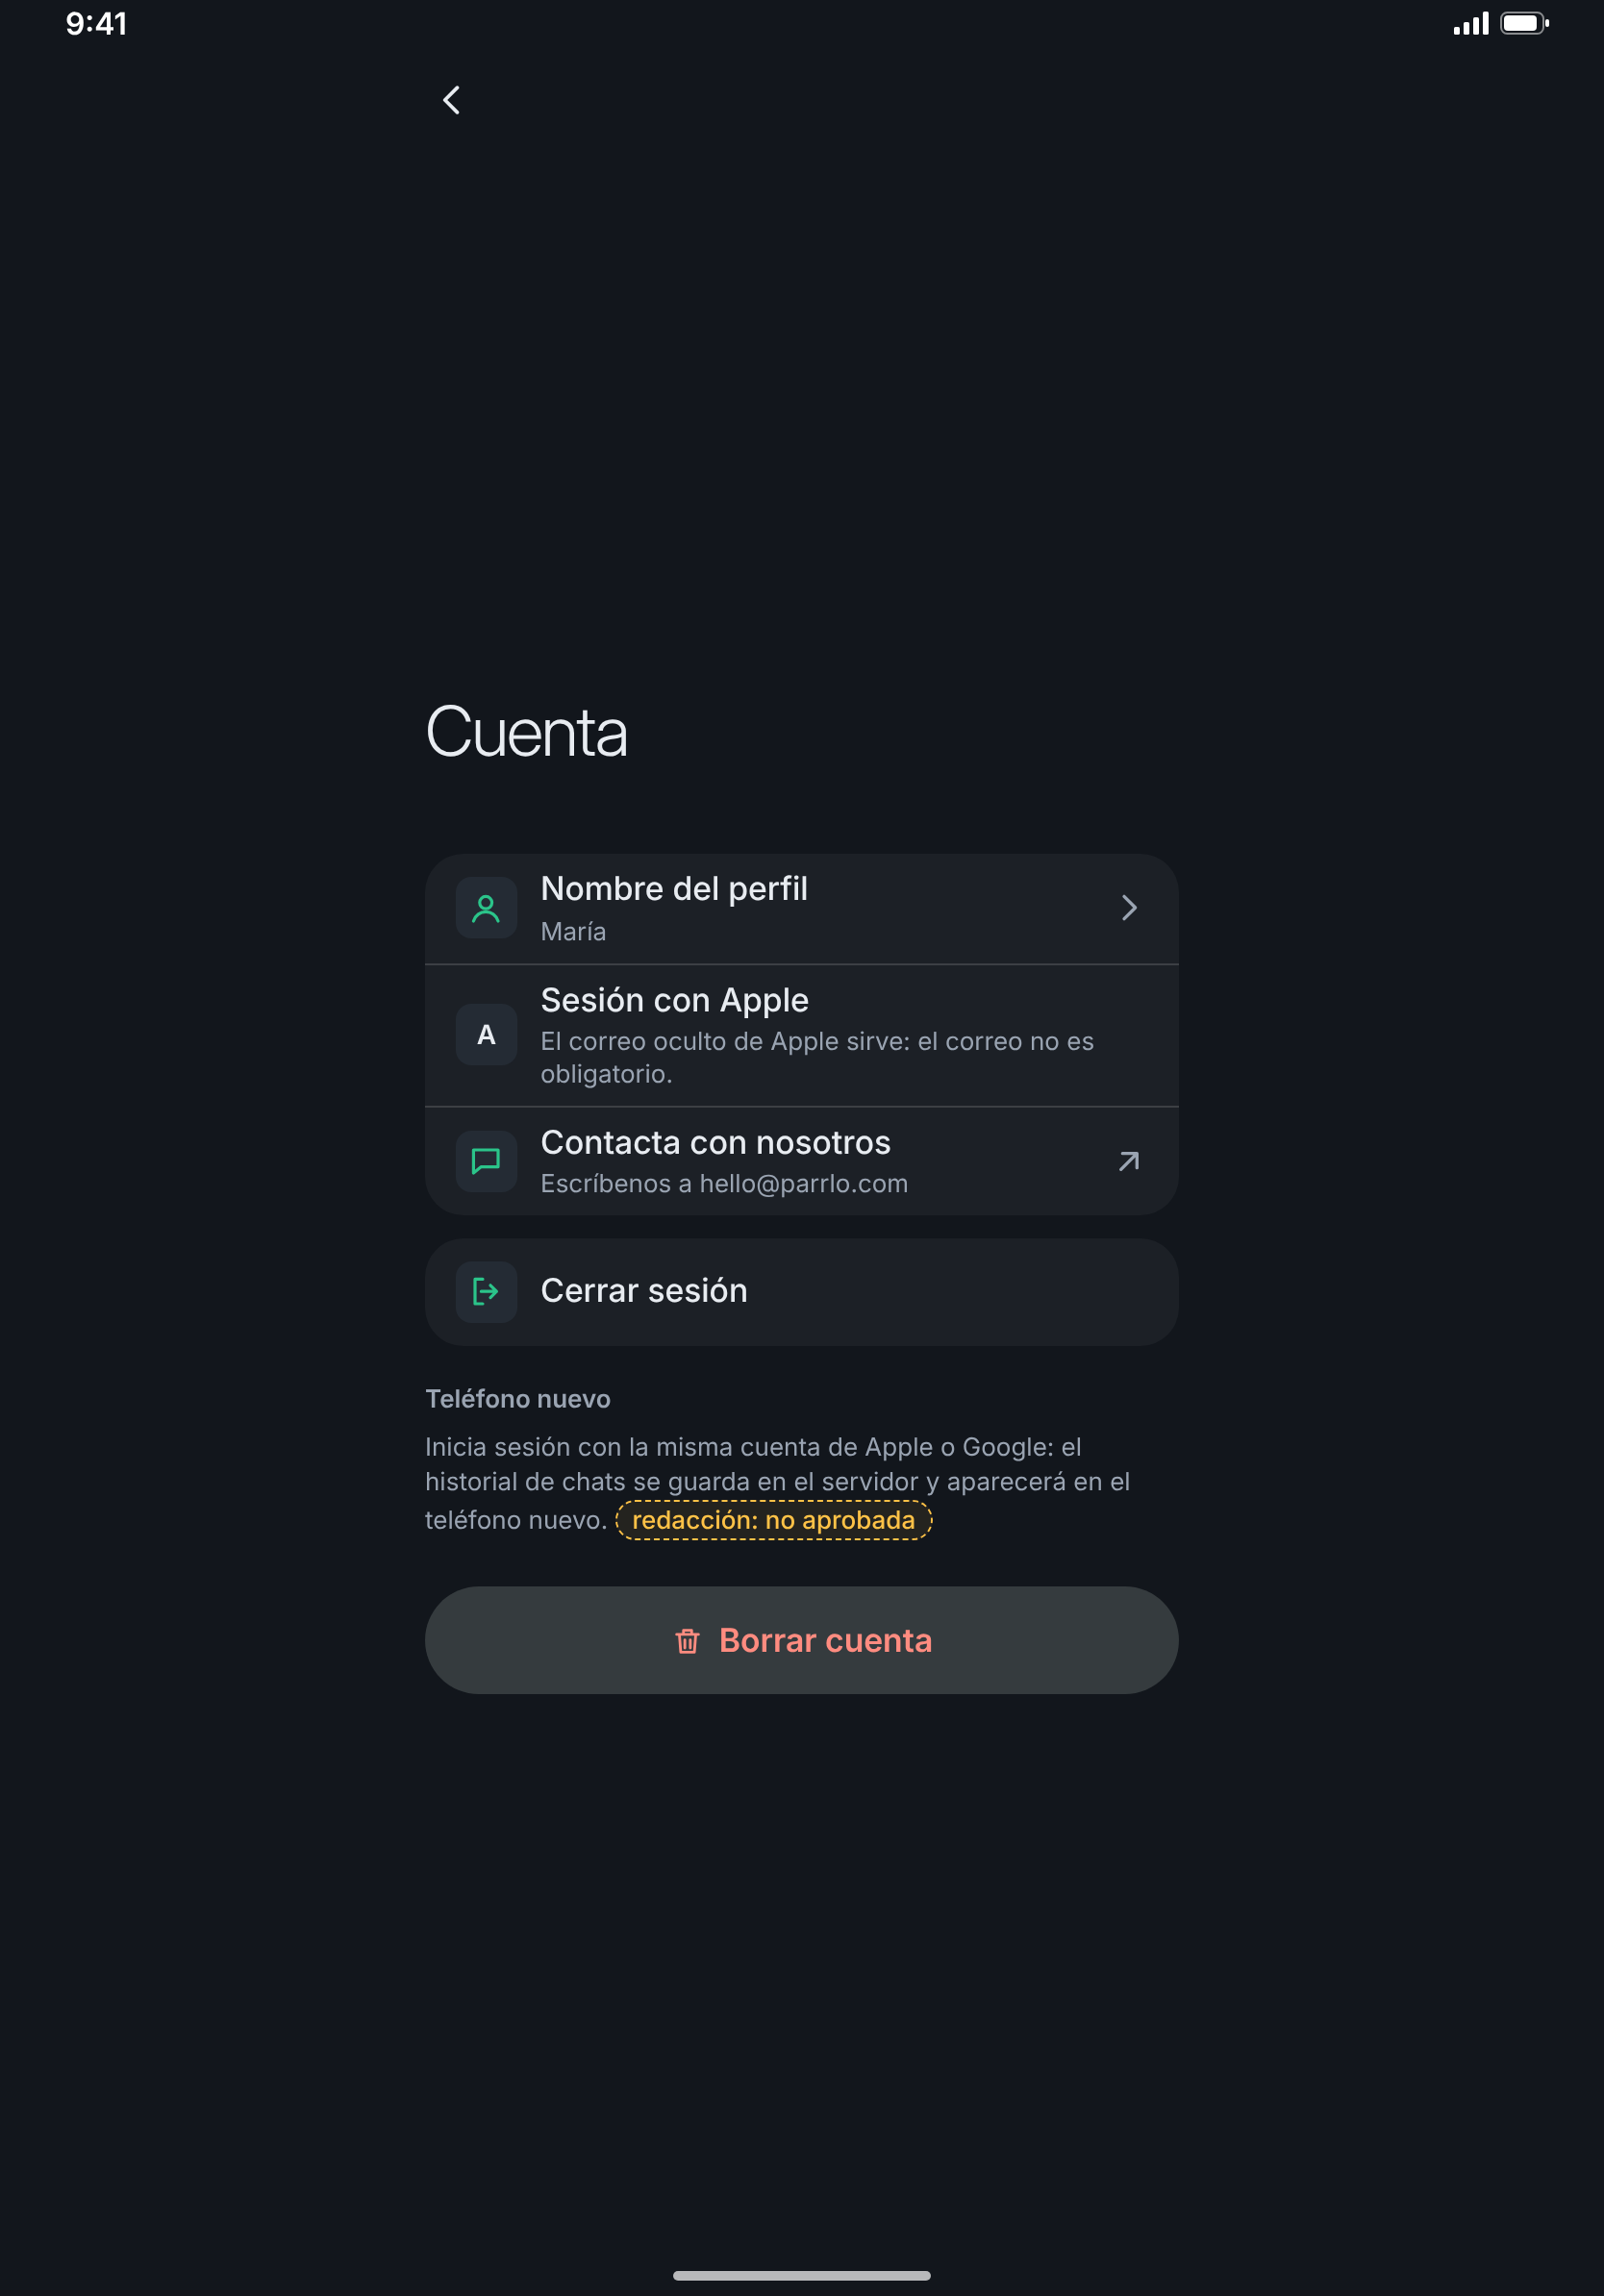 9:41
Cuenta
Nombre del perfil
María
A
Sesión con Apple
El correo oculto de Apple sirve: el correo no es
obligatorio.
Contacta con nosotros
Escríbenos a hello@parrlo.com
Cerrar sesión
Teléfono nuevo
Inicia sesión con la misma cuenta de Apple o Google: el
historial de chats se guarda en el servidor y aparecerá en el
teléfono nuevo. redacción: no aprobada
Borrar cuenta